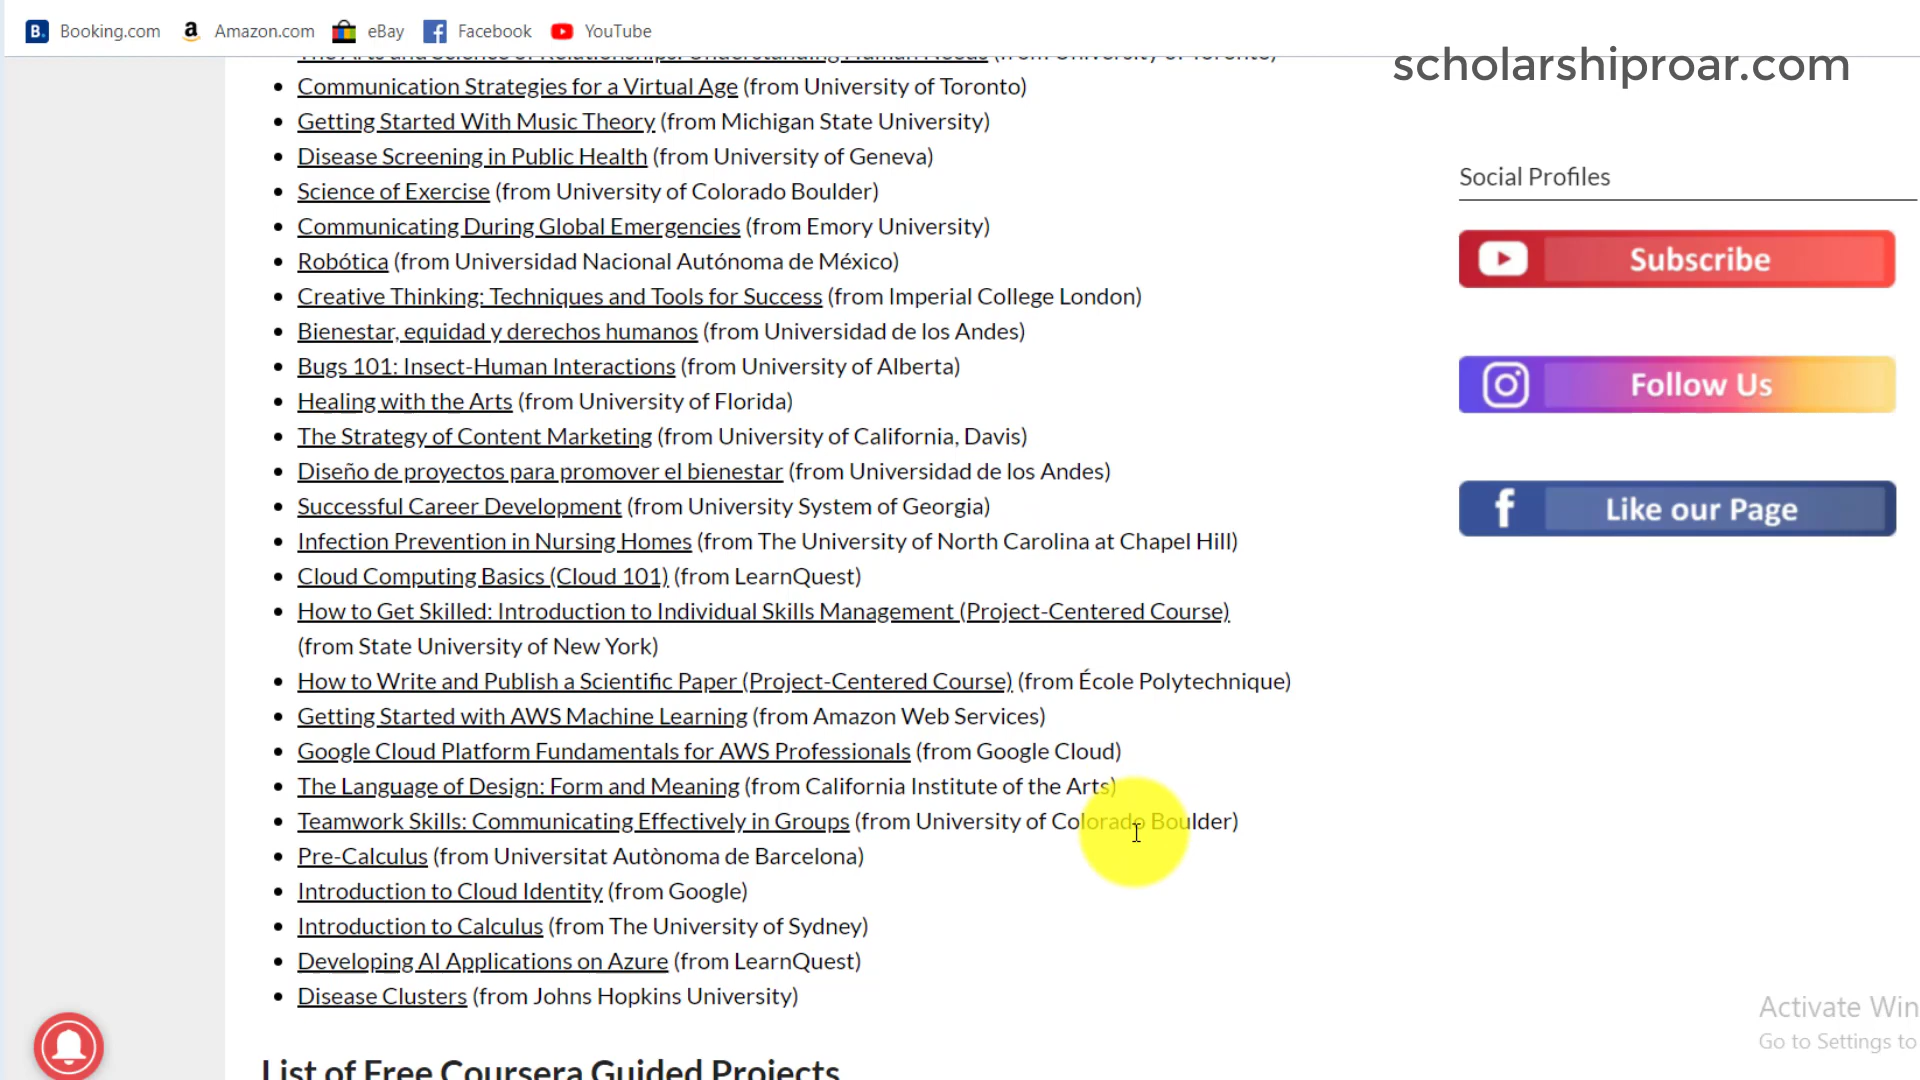 Booking.com Amazon.com eBay Facebook YouTube
scholarshiproar.com
The Arts and Science of Relationships: Understanding Human Needs (from University of Toronto)
Communication Strategies for a Virtual Age (from University of Toronto)
Getting Started With Music Theory (from Michigan State University)
Disease Screening in Public Health (from University of Geneva)
Science of Exercise (from University of Colorado Boulder)
Communicating During Global Emergencies (from Emory University)
Robótica (from Universidad Nacional Autónoma de México)
Creative Thinking: Techniques and Tools for Success (from Imperial College London)
Bienestar, equidad y derechos humanos (from Universidad de los Andes)
Bugs 101: Insect-Human Interactions (from University of Alberta)
Healing with the Arts (from University of Florida)
The Strategy of Content Marketing (from University of California, Davis)
Diseño de proyectos para promover el bienestar (from Universidad de los Andes)
Successful Career Development (from University System of Georgia)
Infection Prevention in Nursing Homes (from The University of North Carolina at Chapel Hill)
Cloud Computing Basics (Cloud 101) (from LearnQuest)
How to Get Skilled: Introduction to Individual Skills Management (Project-Centered Course)
(from State University of New York)
How to Write and Publish a Scientific Paper (Project-Centered Course) (from École Polytechnique)
Getting Started with AWS Machine Learning (from Amazon Web Services)
Google Cloud Platform Fundamentals for AWS Professionals (from Google Cloud)
The Language of Design: Form and Meaning (from California Institute of the Arts)
Teamwork Skills: Communicating Effectively in Groups (from University of Colorado Boulder)
Pre-Calculus (from Universitat Autònoma de Barcelona)
Introduction to Cloud Identity (from Google)
Introduction to Calculus (from The University of Sydney)
Developing AI Applications on Azure (from LearnQuest)
Disease Clusters (from Johns Hopkins University)
List of Free Coursera Guided Projects
Social Profiles
Subscribe
Follow Us
Like our Page
Activate Win
Go to Settings to